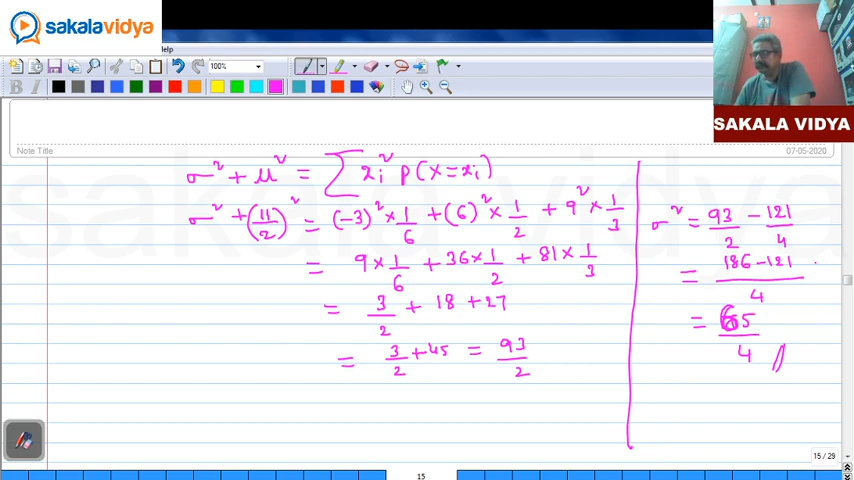 sakalavidya
Help
100%
B I U
SAKALA VIDYA
Note Title
07-05-2020
σ² + μ² = ∑ xᵢ² p(X=xᵢ)
σ² + (11/2)² = (-3)² × 1/6 + (6)² × 1/2 + 9² × 1/3
= 9 × 1/6 + 36 × 1/2 + 81 × 1/3
= 3/2 + 18 + 27
= 3/2 + 45 = 93/2
σ² = 93/2 - 121/4
= 186-121/4
= 65/4 //
15 / 29
15